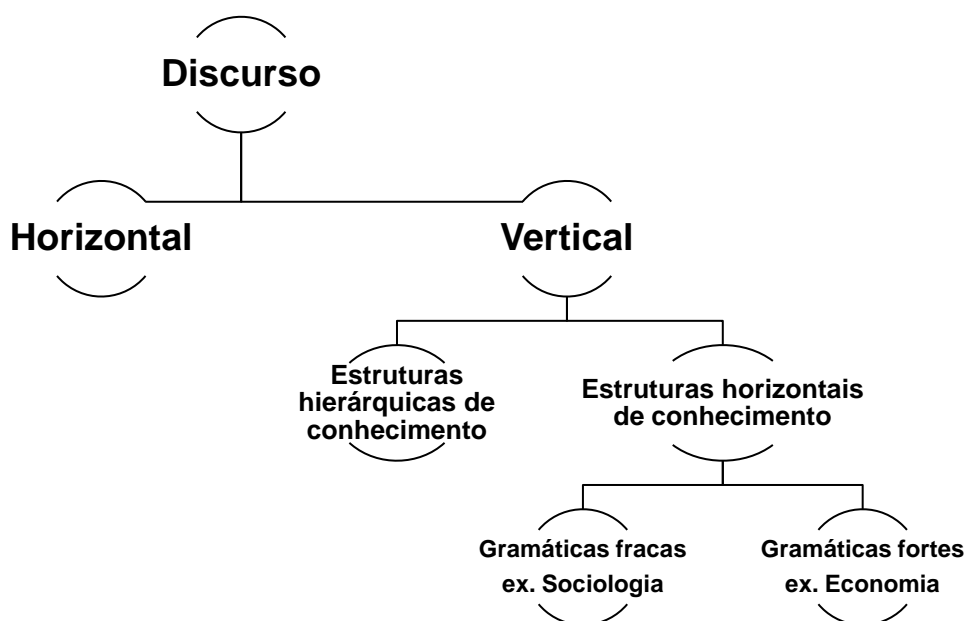 Discurso
Horizontal
Vertical
Estruturas
hierárquicas de
conhecimento
Estruturas horizontais
de conhecimento
Gramáticas fracas
ex. Sociologia
Gramáticas fortes
ex. Economia